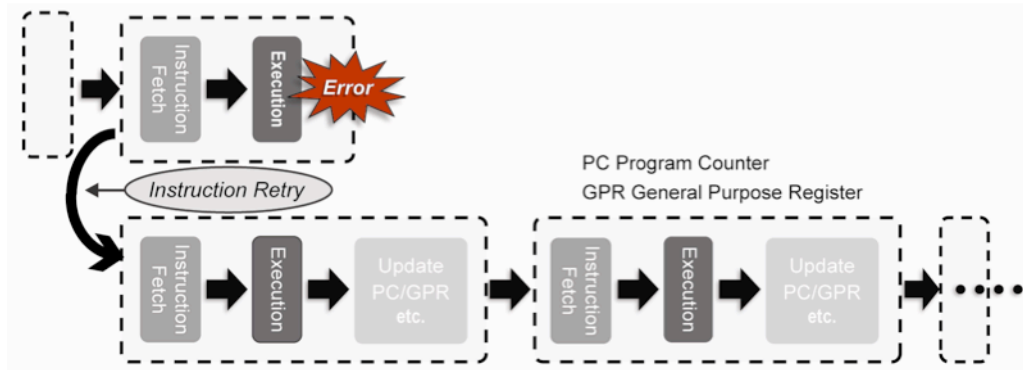 Instruction
Fetch
Execution
Error
Instruction Retry
PC Program Counter
GPR General Purpose Register
Instruction
Fetch
Execution
Update
PC/GPR
etc.
Instruction
Fetch
Execution
Update
PC/GPR
etc.